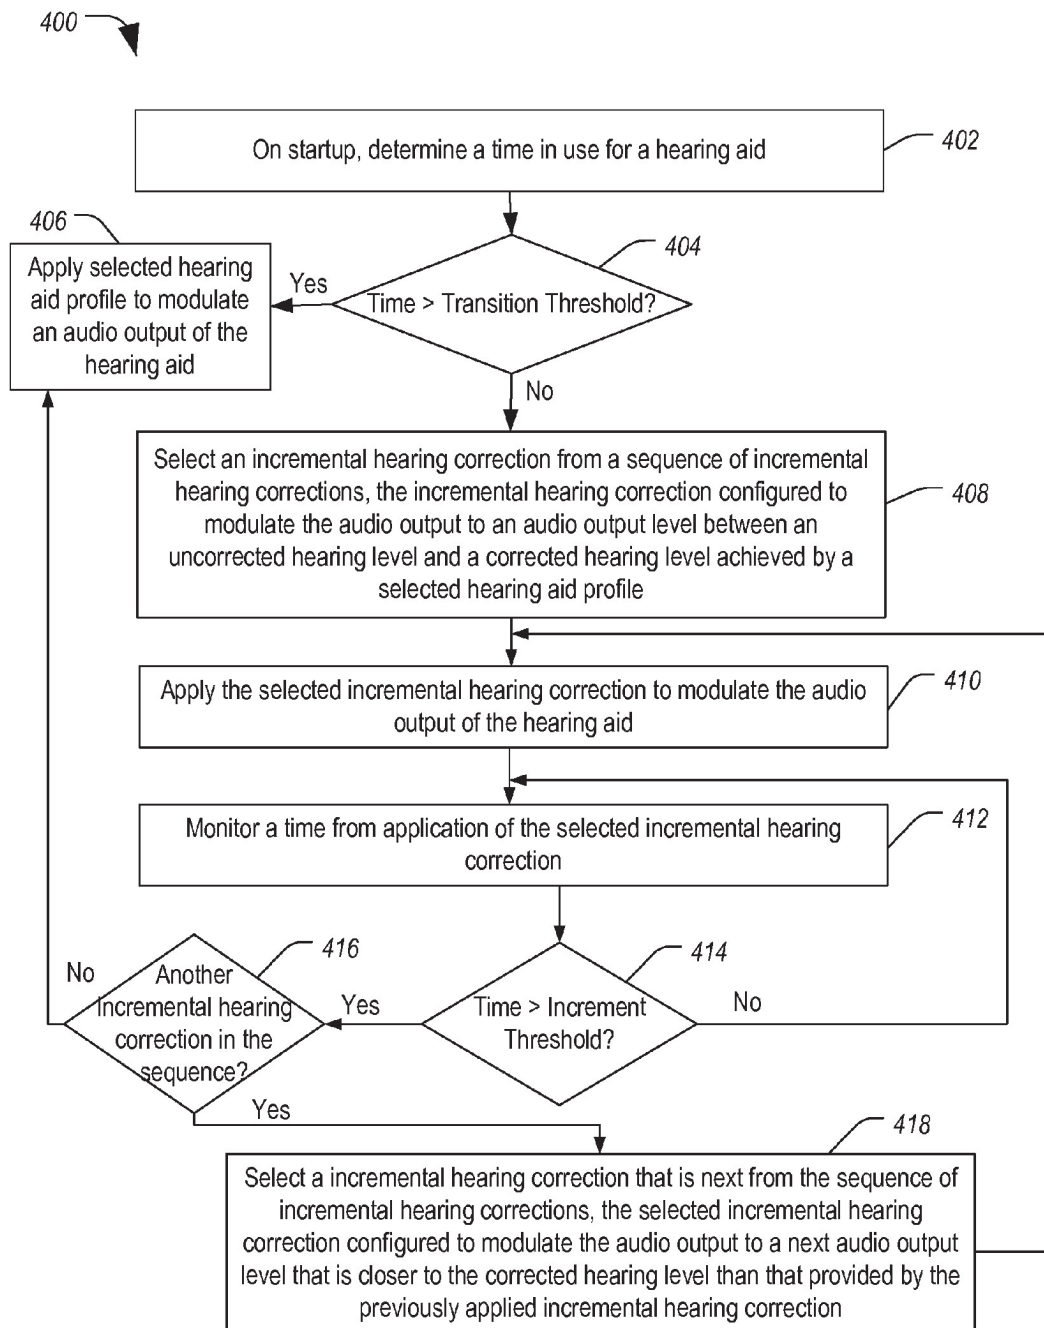 400
On startup, determine a time in use for a hearing aid
402
406
404
Apply selected hearing
aid profile to modulate
an audio output of the
hearing aid
Yes
Time > Transition Threshold?
No
Select an incremental hearing correction from a sequence of incremental
hearing corrections, the incremental hearing correction configured to
modulate the audio output to an audio output level between an
uncorrected hearing level and a corrected hearing level achieved by a
selected hearing aid profile
408
Apply the selected incremental hearing correction to modulate the audio
output of the hearing aid
410
Monitor a time from application of the selected incremental hearing
correction
412
416
414
No
Another
Incremental hearing
correction in the
sequence?
Yes
Time > Increment
Threshold?
No
Yes
418
Select a incremental hearing correction that is next from the sequence of
incremental hearing corrections, the selected incremental hearing
correction configured to modulate the audio output to a next audio output
level that is closer to the corrected hearing level than that provided by the
previously applied incremental hearing correction